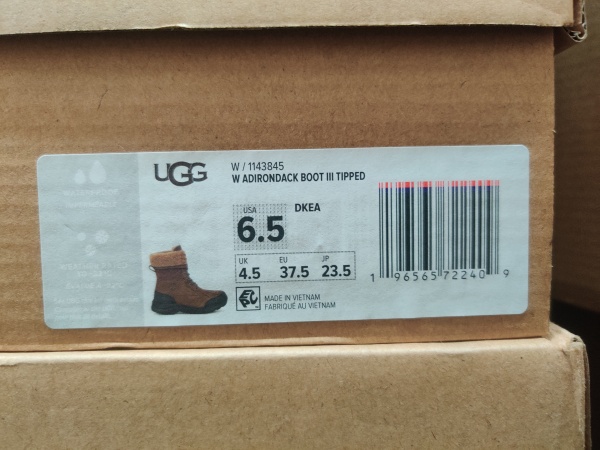 UGG
W / 1143845
W ADIRONDACK BOOT III TIPPED
USA
6.5
DKEA
UK EU JP
4.5 37.5 23.5
MADE IN VIETNAM
FABRIQUÉ AU VIETNAM
1 96565 72240 9